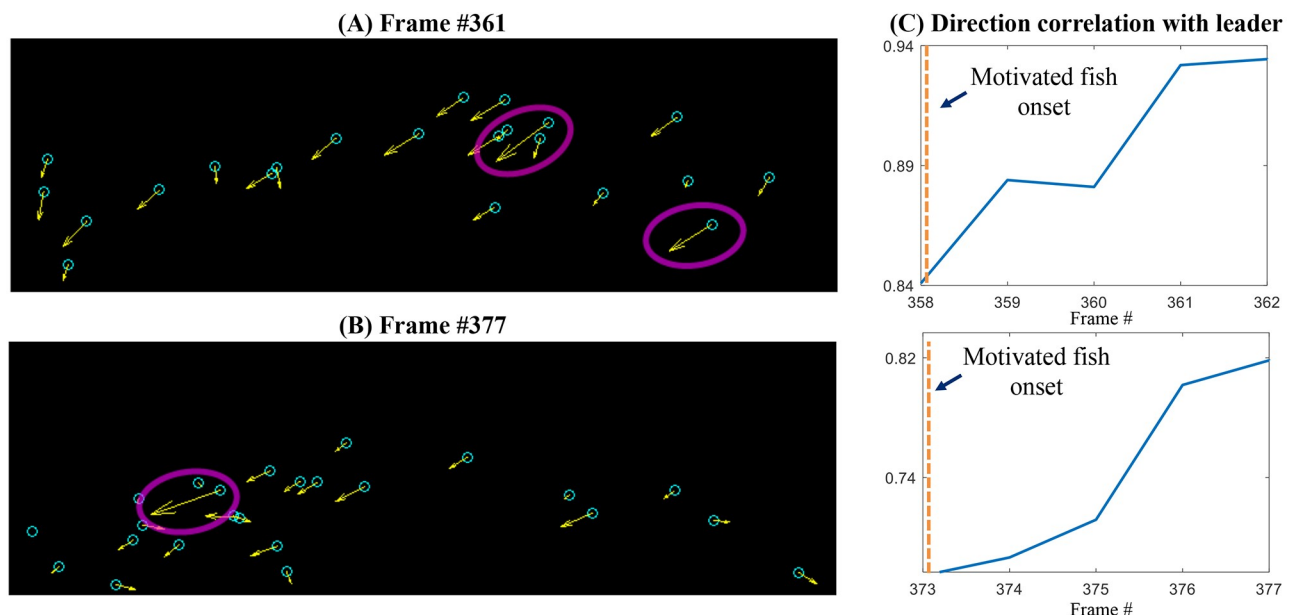 (A) Frame #361
(B) Frame #377
(C) Direction correlation with leader
0.94
Motivated fish
onset
0.89
0.84
358 359 360 361 362
Frame #
0.82
Motivated fish
onset
0.74
373 374 375 376 377
Frame #